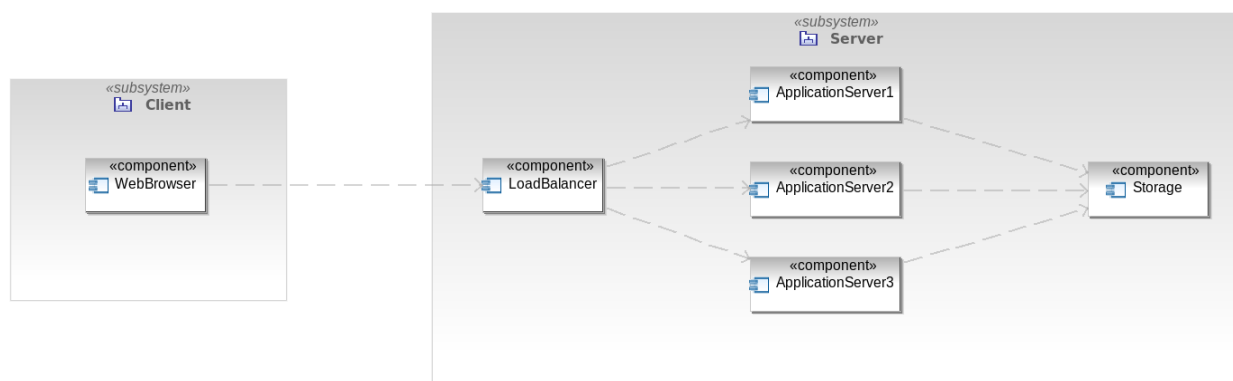 «subsystem»
Client
«component»
WebBrowser
«subsystem»
Server
«component»
LoadBalancer
«component»
ApplicationServer1
«component»
ApplicationServer2
«component»
ApplicationServer3
«component»
Storage